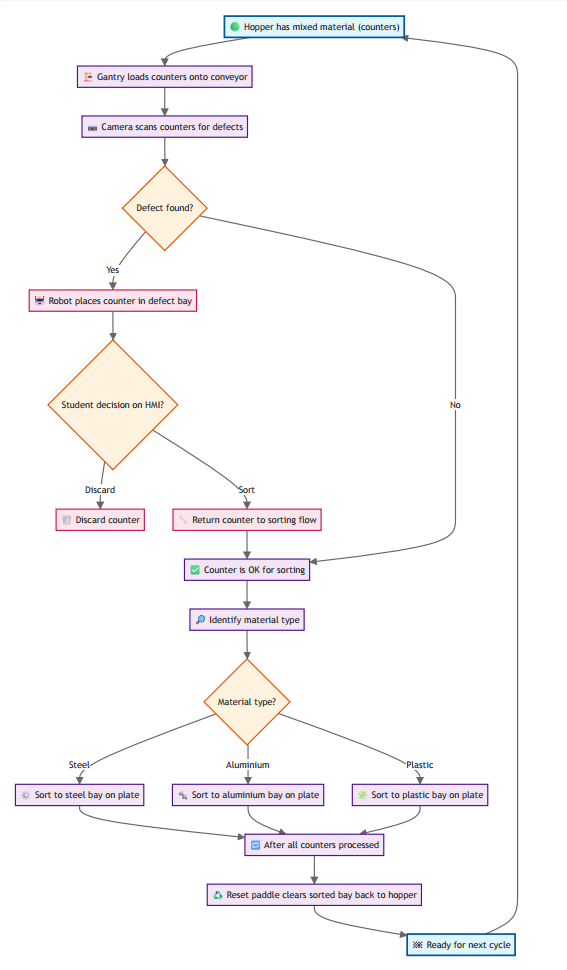 Hopper has mixed material (counters)
Gantry loads counters onto conveyor
Camera scans counters for defects
Defect found?
Yes
Robot places counter in defect bay
No
Student decision on HMI?
Discard
Sort
Discard counter
Return counter to sorting flow
Counter is OK for sorting
Identify material type
Material type?
Steel
Aluminium
Plastic
Sort to steel bay on plate
Sort to aluminium bay on plate
Sort to plastic bay on plate
After all counters processed
Reset paddle clears sorted bay back to hopper
Ready for next cycle